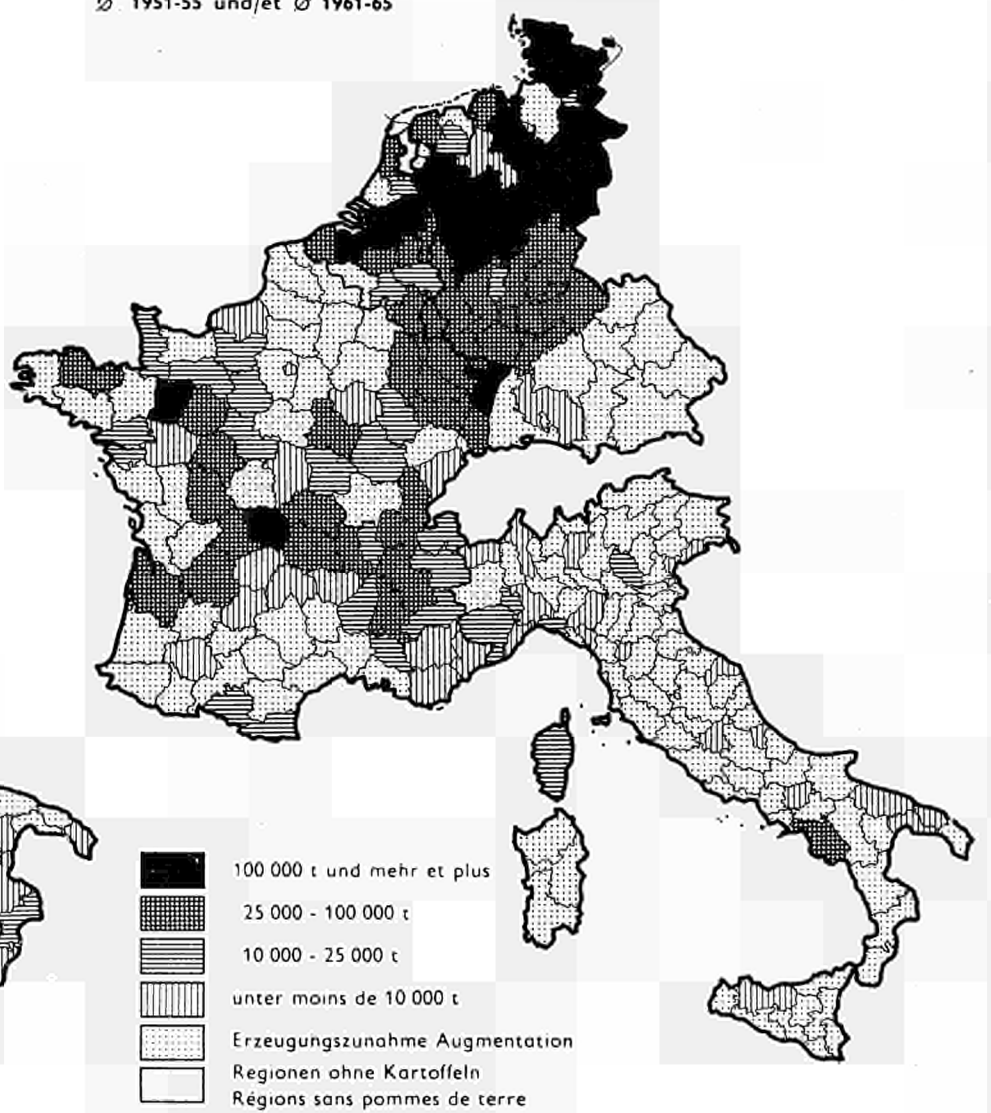 Ø 1951-55 und/et Ø 1961-65
100 000 t und mehr et plus
25 000 - 100 000 t
10 000 - 25 000 t
unter moins de 10 000 t
Erzeugungszunahme Augmentation
Regionen ohne Kartoffeln
Régions sans pommes de terre